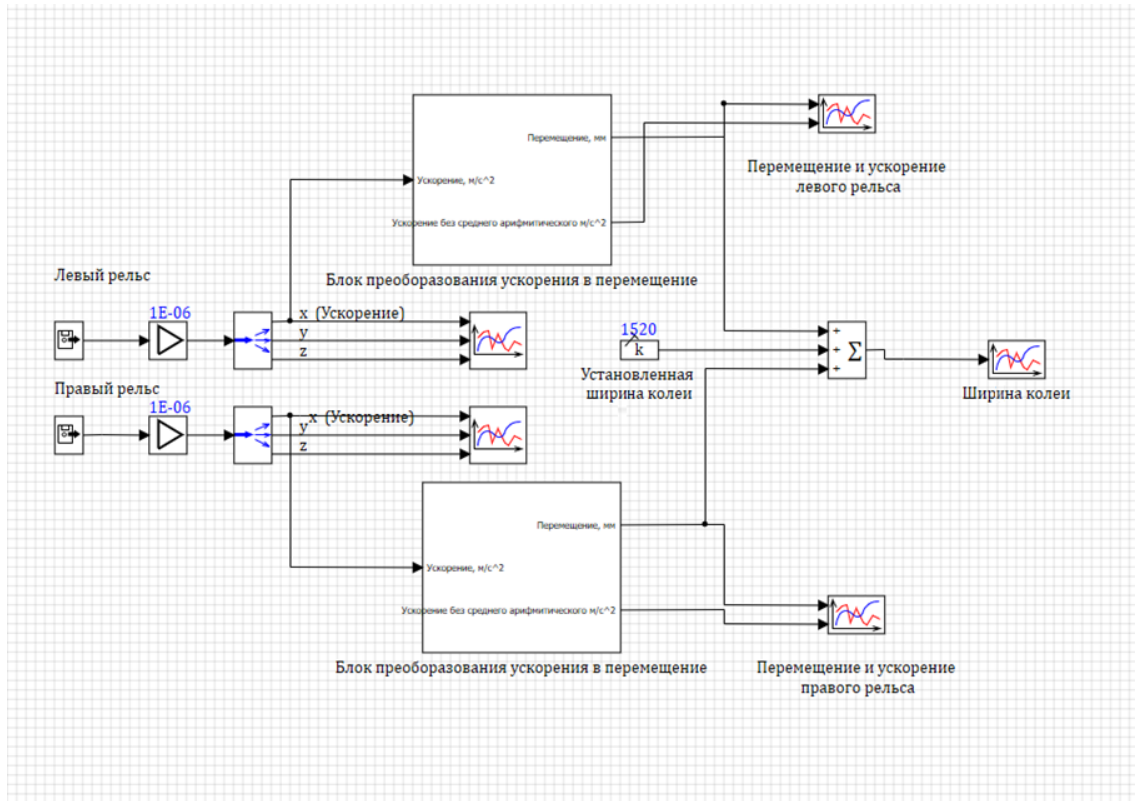 Перемещение, мм
Ускорение, м/с^2
Ускорение без среднего арифмитического м/с^2
Перемещение и ускорение
левого рельса
Блок преборазования ускорения в перемещение
Левый рельс
1E-06
x (Ускорение)
y
z
1520
k
Установленная
ширина колеи
+
+
+
Σ
Ширина колеи
Правый рельс
1E-06
x (Ускорение)
y
z
Перемещение, мм
Ускорение, м/с^2
Ускорение без среднего арифмитического м/с^2
Блок преборазования ускорения в перемещение
Перемещение и ускорение
правого рельса